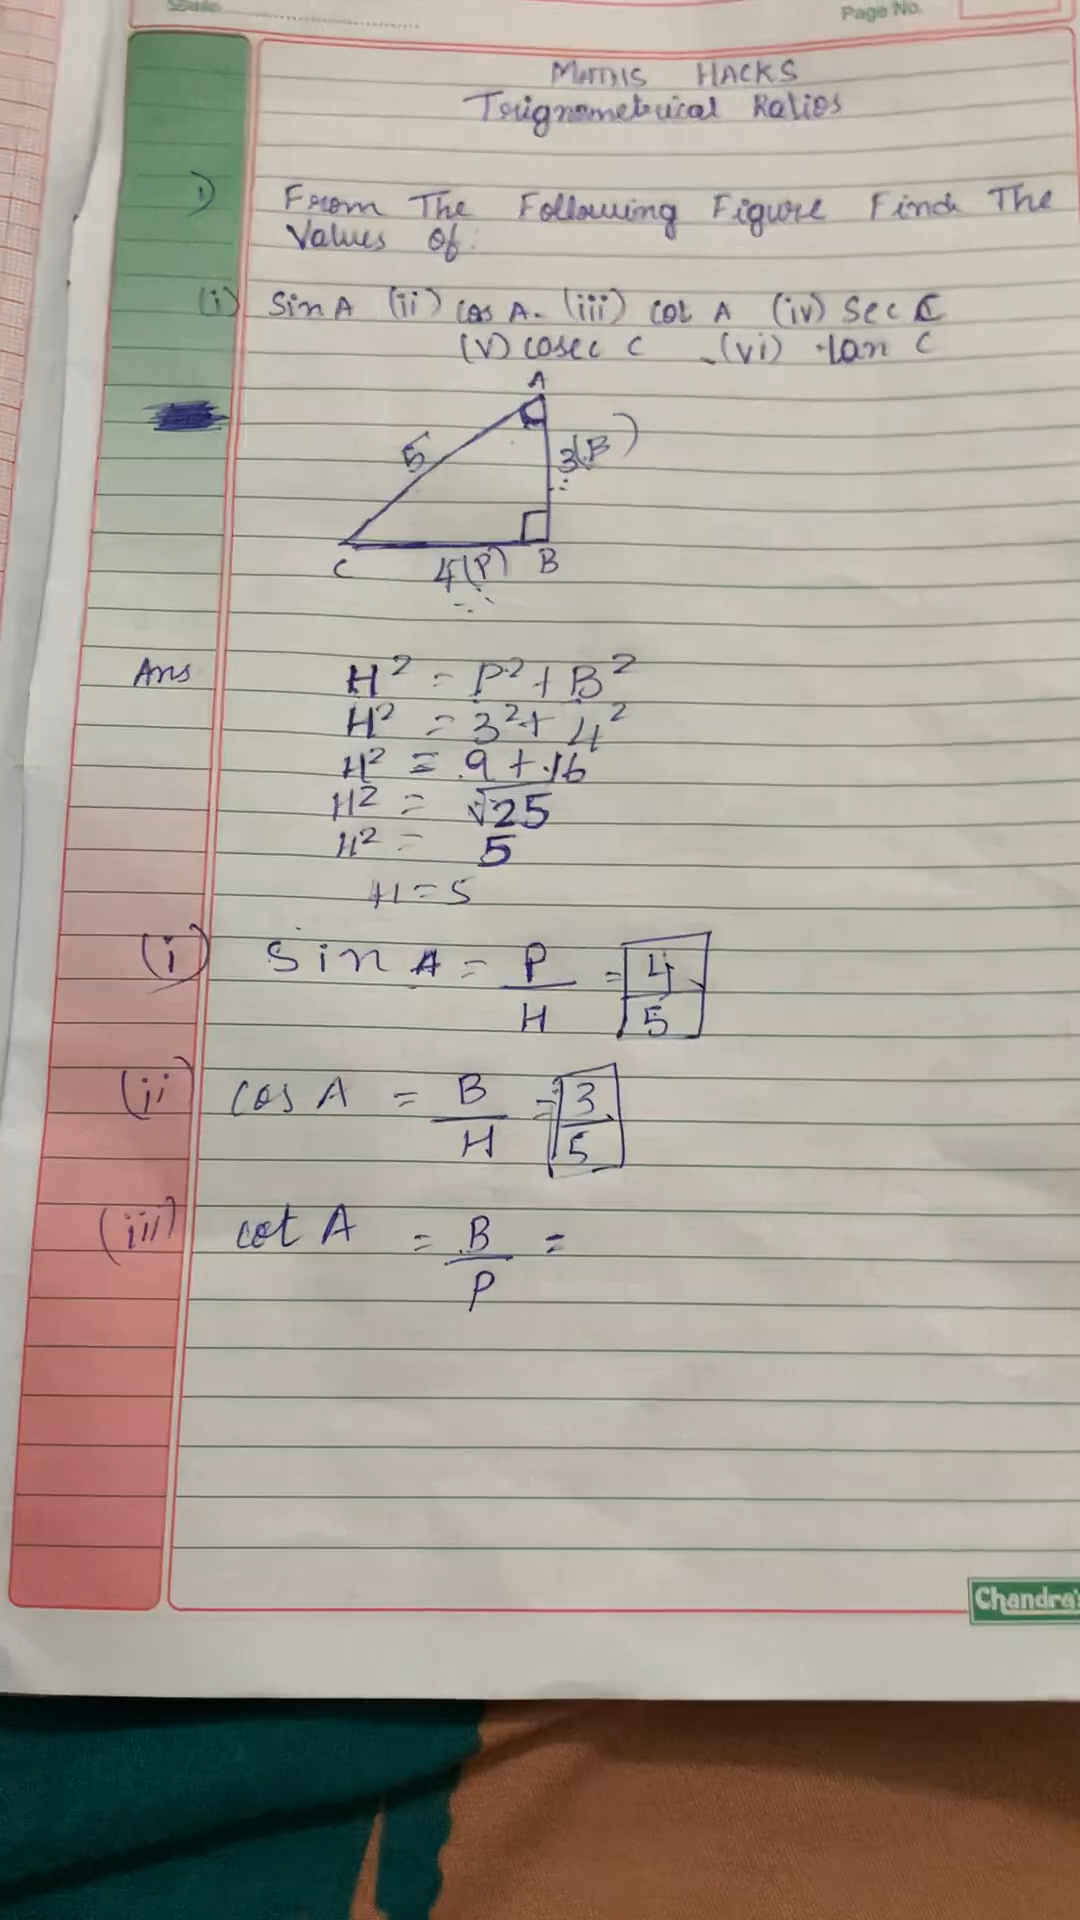 Date
Page No.
MATHS HACKS
Trignometrical Ratios
1) From The Following Figure Find The
Values of:
(i) Sin A (ii) cos A. (iii) cot A (iv) Sec C
(v) cosec C (vi) tan C
A
5
3(B)
C
4(P)
B
Ans
H² = P² + B²
H² = 3² + 4²
H² = 9 + 16
H² = √25
H² = 5
H = 5
(i) Sin A = P/H = 4/5
(ii) cos A = B/H = 3/5
(iii) cot A = B/P =
Chandra's